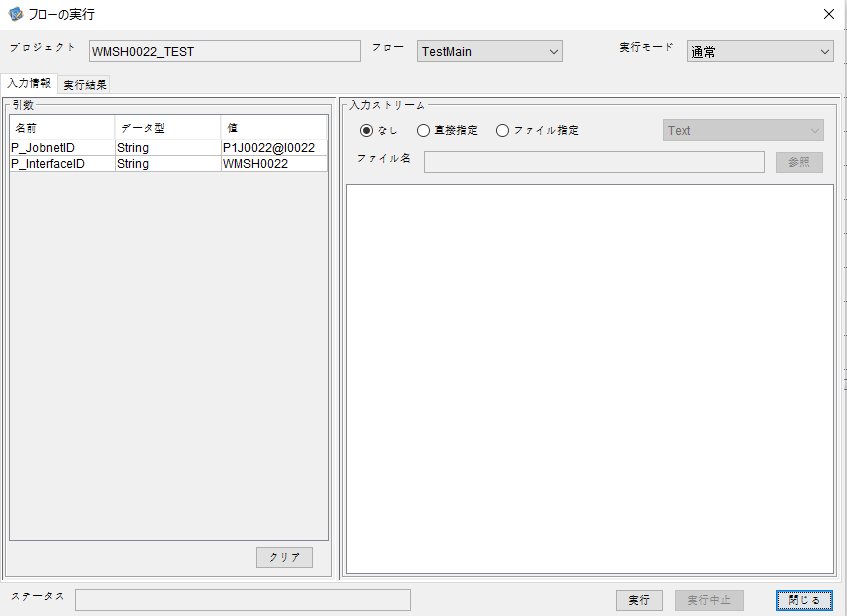 フローの実行
プロジェクト WMSH0022_TEST フロー TestMain 実行モード 通常
入力情報 実行結果
引数
名前 データ型 値
P_JobnetID String P1J0022@I0022
P_InterfaceID String WMSH0022
クリア
入力ストリーム
なし 直接指定 ファイル指定 Text
ファイル名 参照
ステータス 実行 実行中止 閉じる